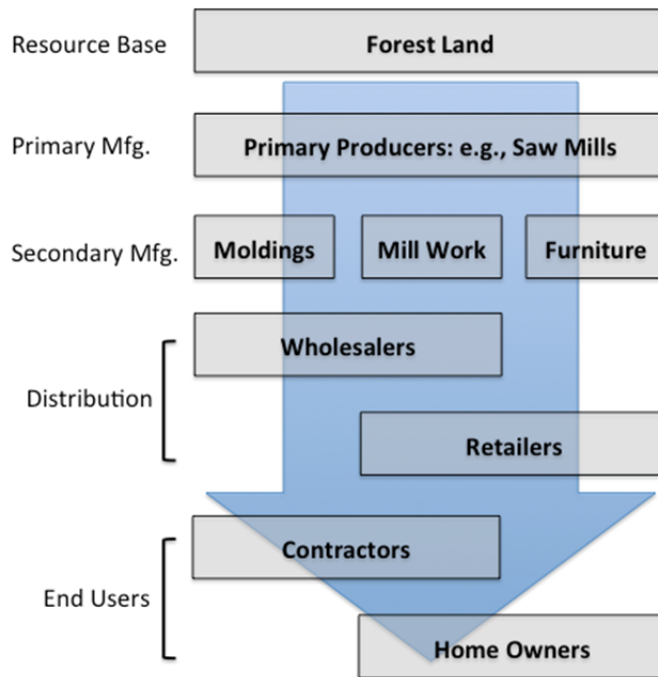 Resource Base
Forest Land
Primary Mfg.
Primary Producers: e.g., Saw Mills
Secondary Mfg.
Moldings
Mill Work
Furniture
Distribution
Wholesalers
Retailers
End Users
Contractors
Home Owners